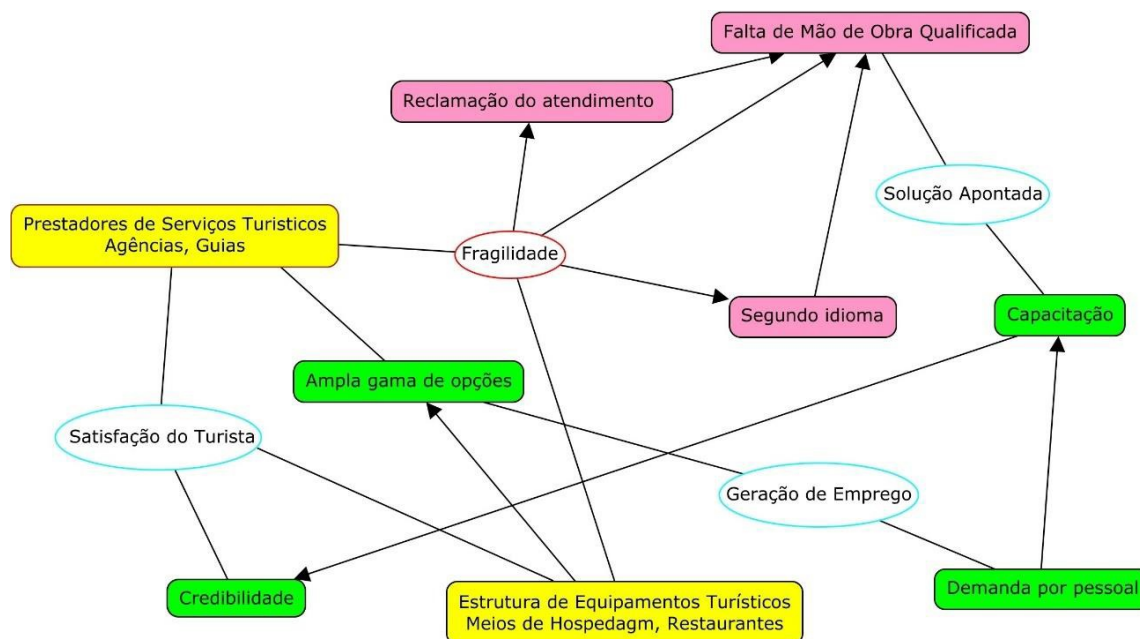 Falta de Mão de Obra Qualificada
Reclamação do atendimento
Solução Apontada
Prestadores de Serviços Turisticos
Agências, Guias
Fragilidade
Segundo idioma
Capacitação
Ampla gama de opções
Satisfação do Turista
Geração de Emprego
Credibilidade
Estrutura de Equipamentos Turísticos
Meios de Hospedagm, Restaurantes
Demanda por pessoal